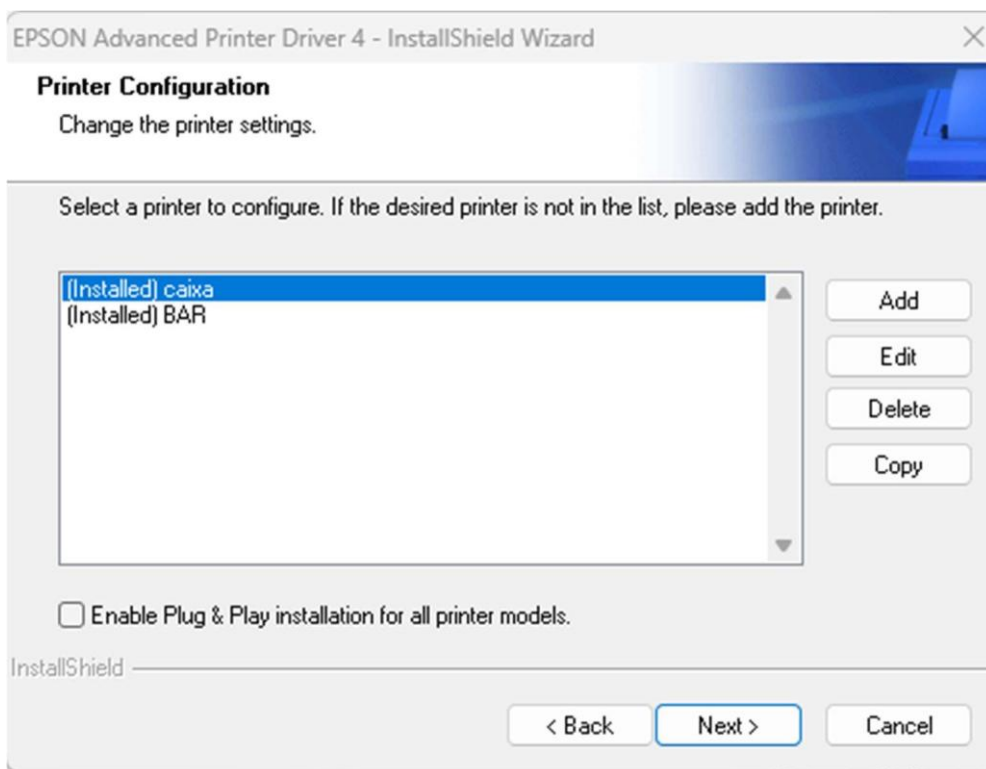 EPSON Advanced Printer Driver 4 - InstallShield Wizard
Printer Configuration
Change the printer settings.
Select a printer to configure. If the desired printer is not in the list, please add the printer.
(Installed) caixa
(Installed) BAR
Add
Edit
Delete
Copy
Enable Plug & Play installation for all printer models.
InstallShield
< Back
Next >
Cancel